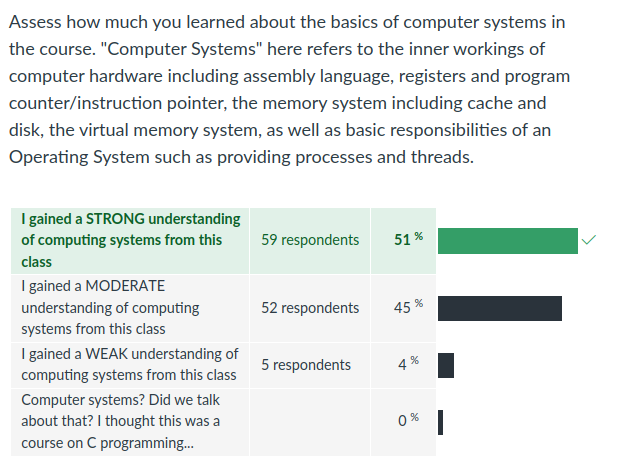 Assess how much you learned about the basics of computer systems in
the course. "Computer Systems" here refers to the inner workings of
computer hardware including assembly language, registers and program
counter/instruction pointer, the memory system including cache and
disk, the virtual memory system, as well as basic responsibilities of an
Operating System such as providing processes and threads.
I gained a STRONG understanding
of computing systems from this
class
59 respondents
51 %
I gained a MODERATE
understanding of computing
systems from this class
52 respondents
45 %
I gained a WEAK understanding of
computing systems from this class
5 respondents
4 %
Computer systems? Did we talk
about that? I thought this was a
course on C programming...
0 %